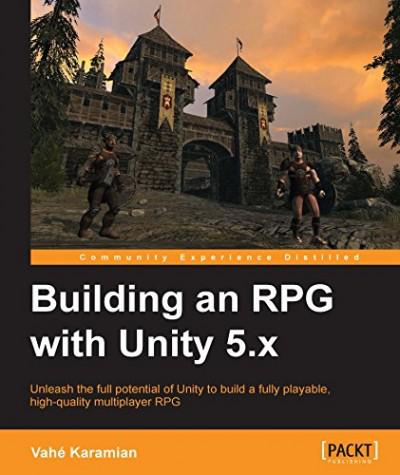 Community Experience Distilled
Building an RPG
with Unity 5.x
Unleash the full potential of Unity to build a fully playable,
high-quality multiplayer RPG
Vahé Karamian
[PACKT]
PUBLISHING